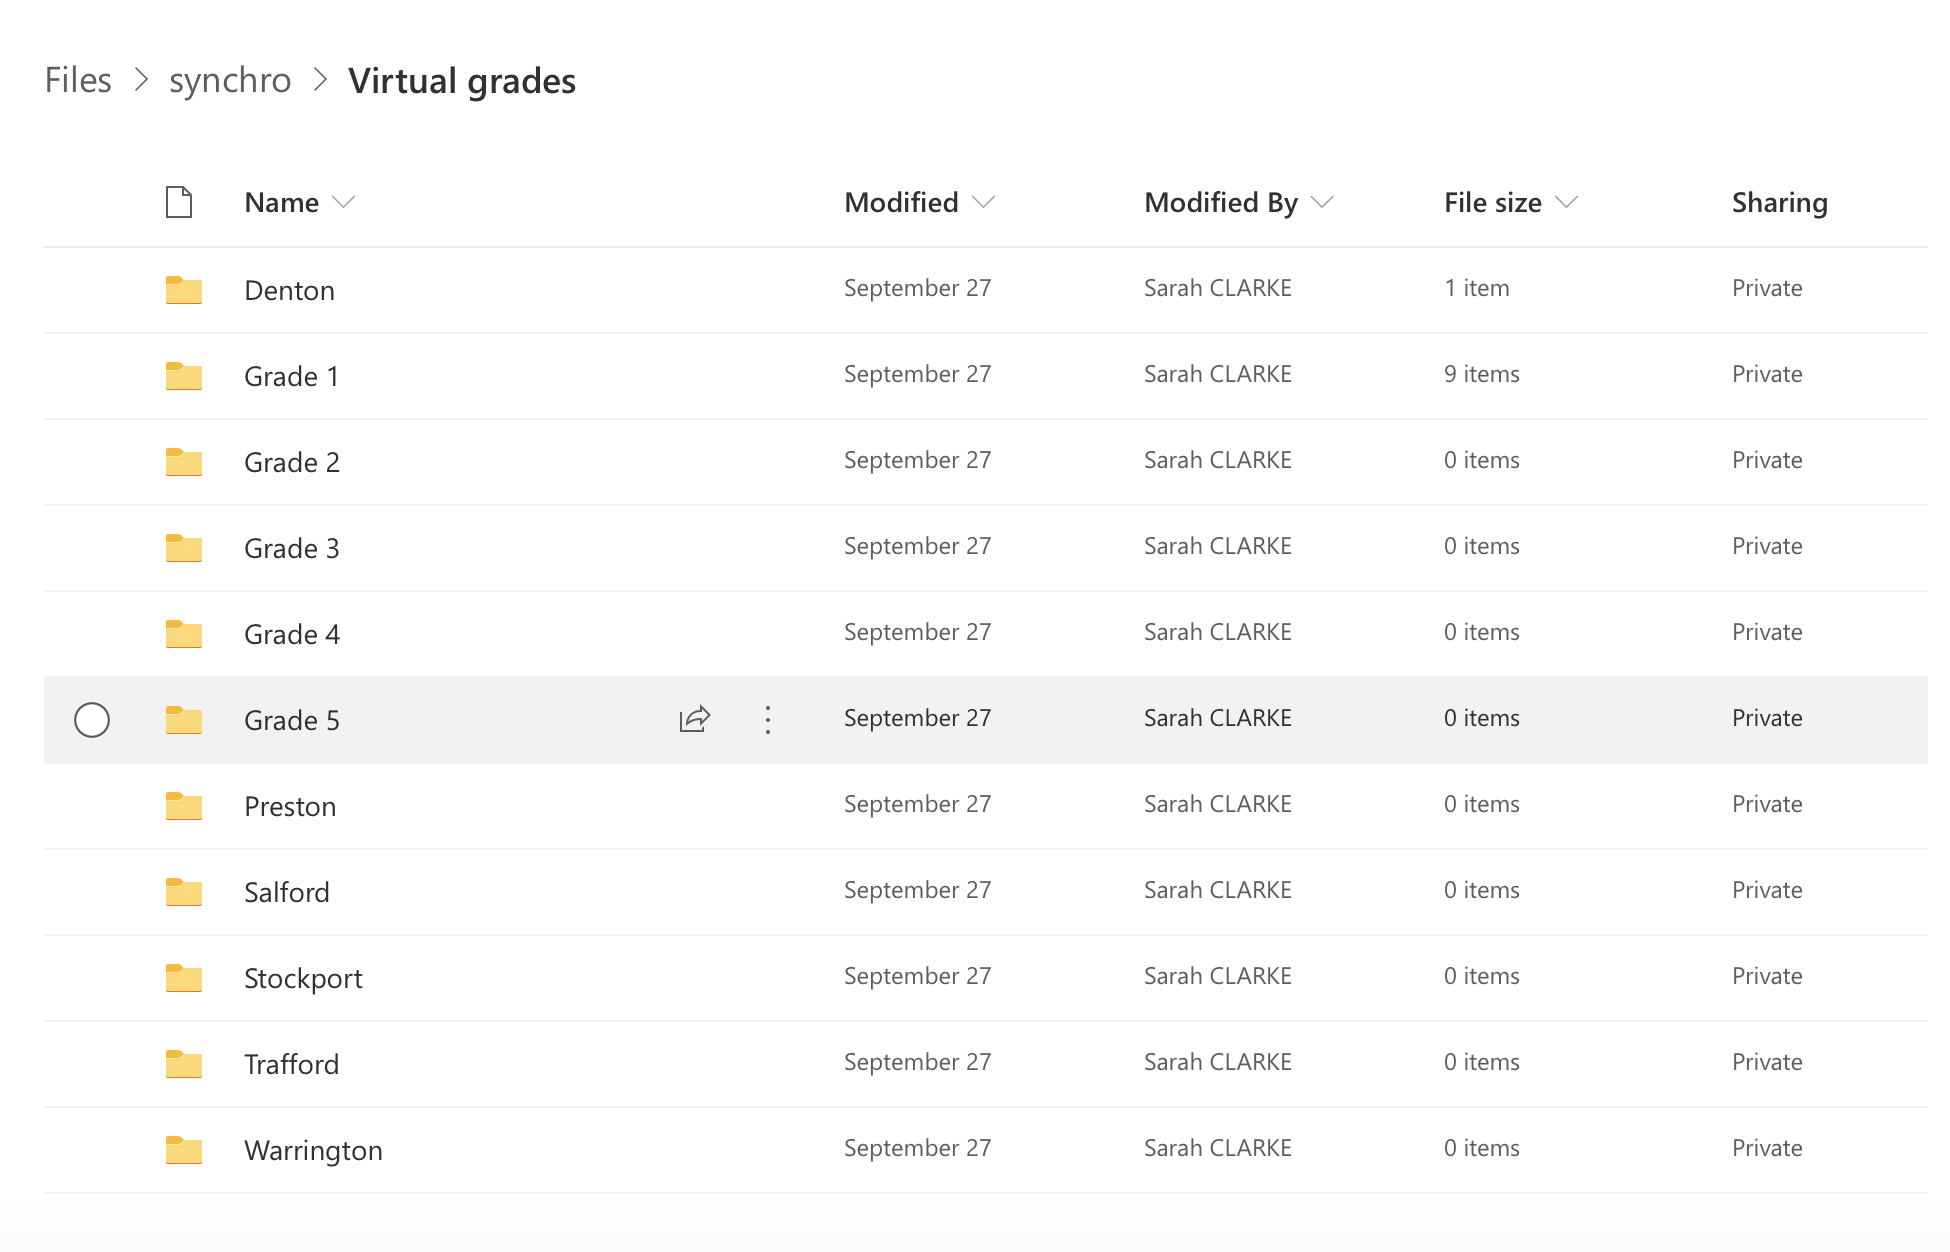 Files > synchro > Virtual grades
Name Modified Modified By File size Sharing
Denton September 27 Sarah CLARKE 1 item Private
Grade 1 September 27 Sarah CLARKE 9 items Private
Grade 2 September 27 Sarah CLARKE 0 items Private
Grade 3 September 27 Sarah CLARKE 0 items Private
Grade 4 September 27 Sarah CLARKE 0 items Private
Grade 5 September 27 Sarah CLARKE 0 items Private
Preston September 27 Sarah CLARKE 0 items Private
Salford September 27 Sarah CLARKE 0 items Private
Stockport September 27 Sarah CLARKE 0 items Private
Trafford September 27 Sarah CLARKE 0 items Private
Warrington September 27 Sarah CLARKE 0 items Private